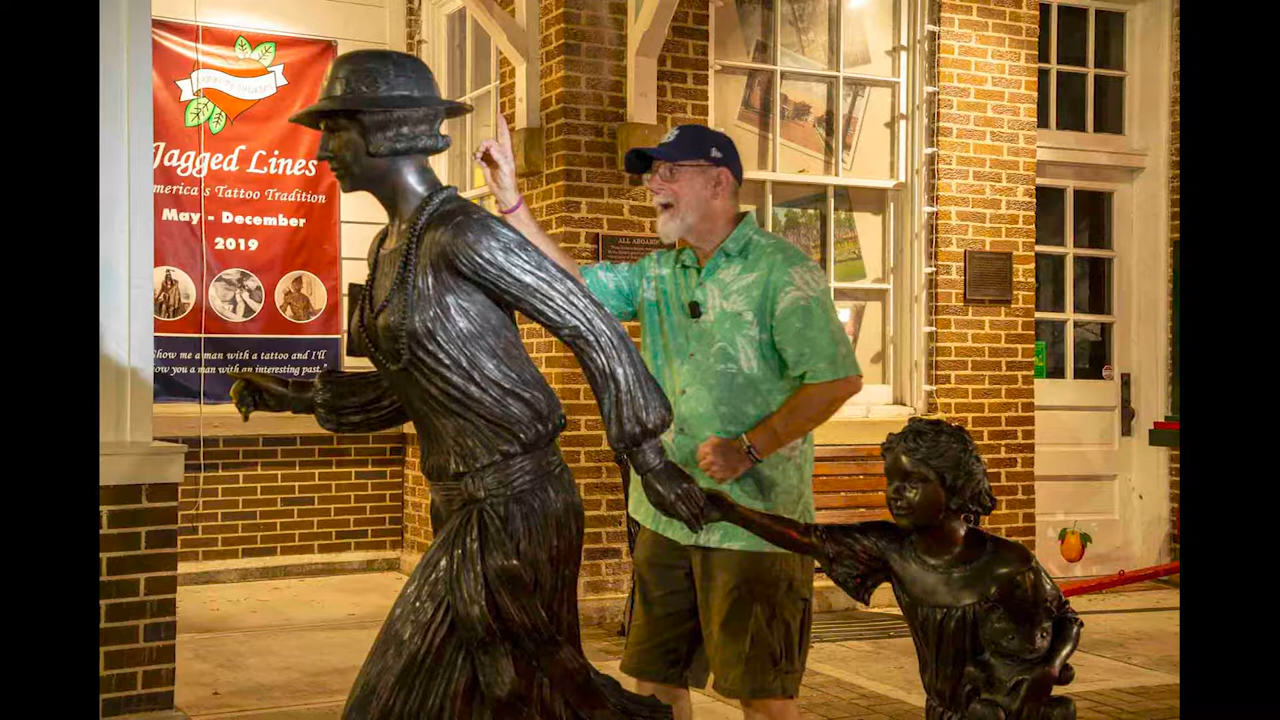 Jagged Lines
merica's Tattoo Tradition
May - December
2019
Show me a man with a tattoo and I'll
ow you a man with an interesting past."
ALL ABOARD